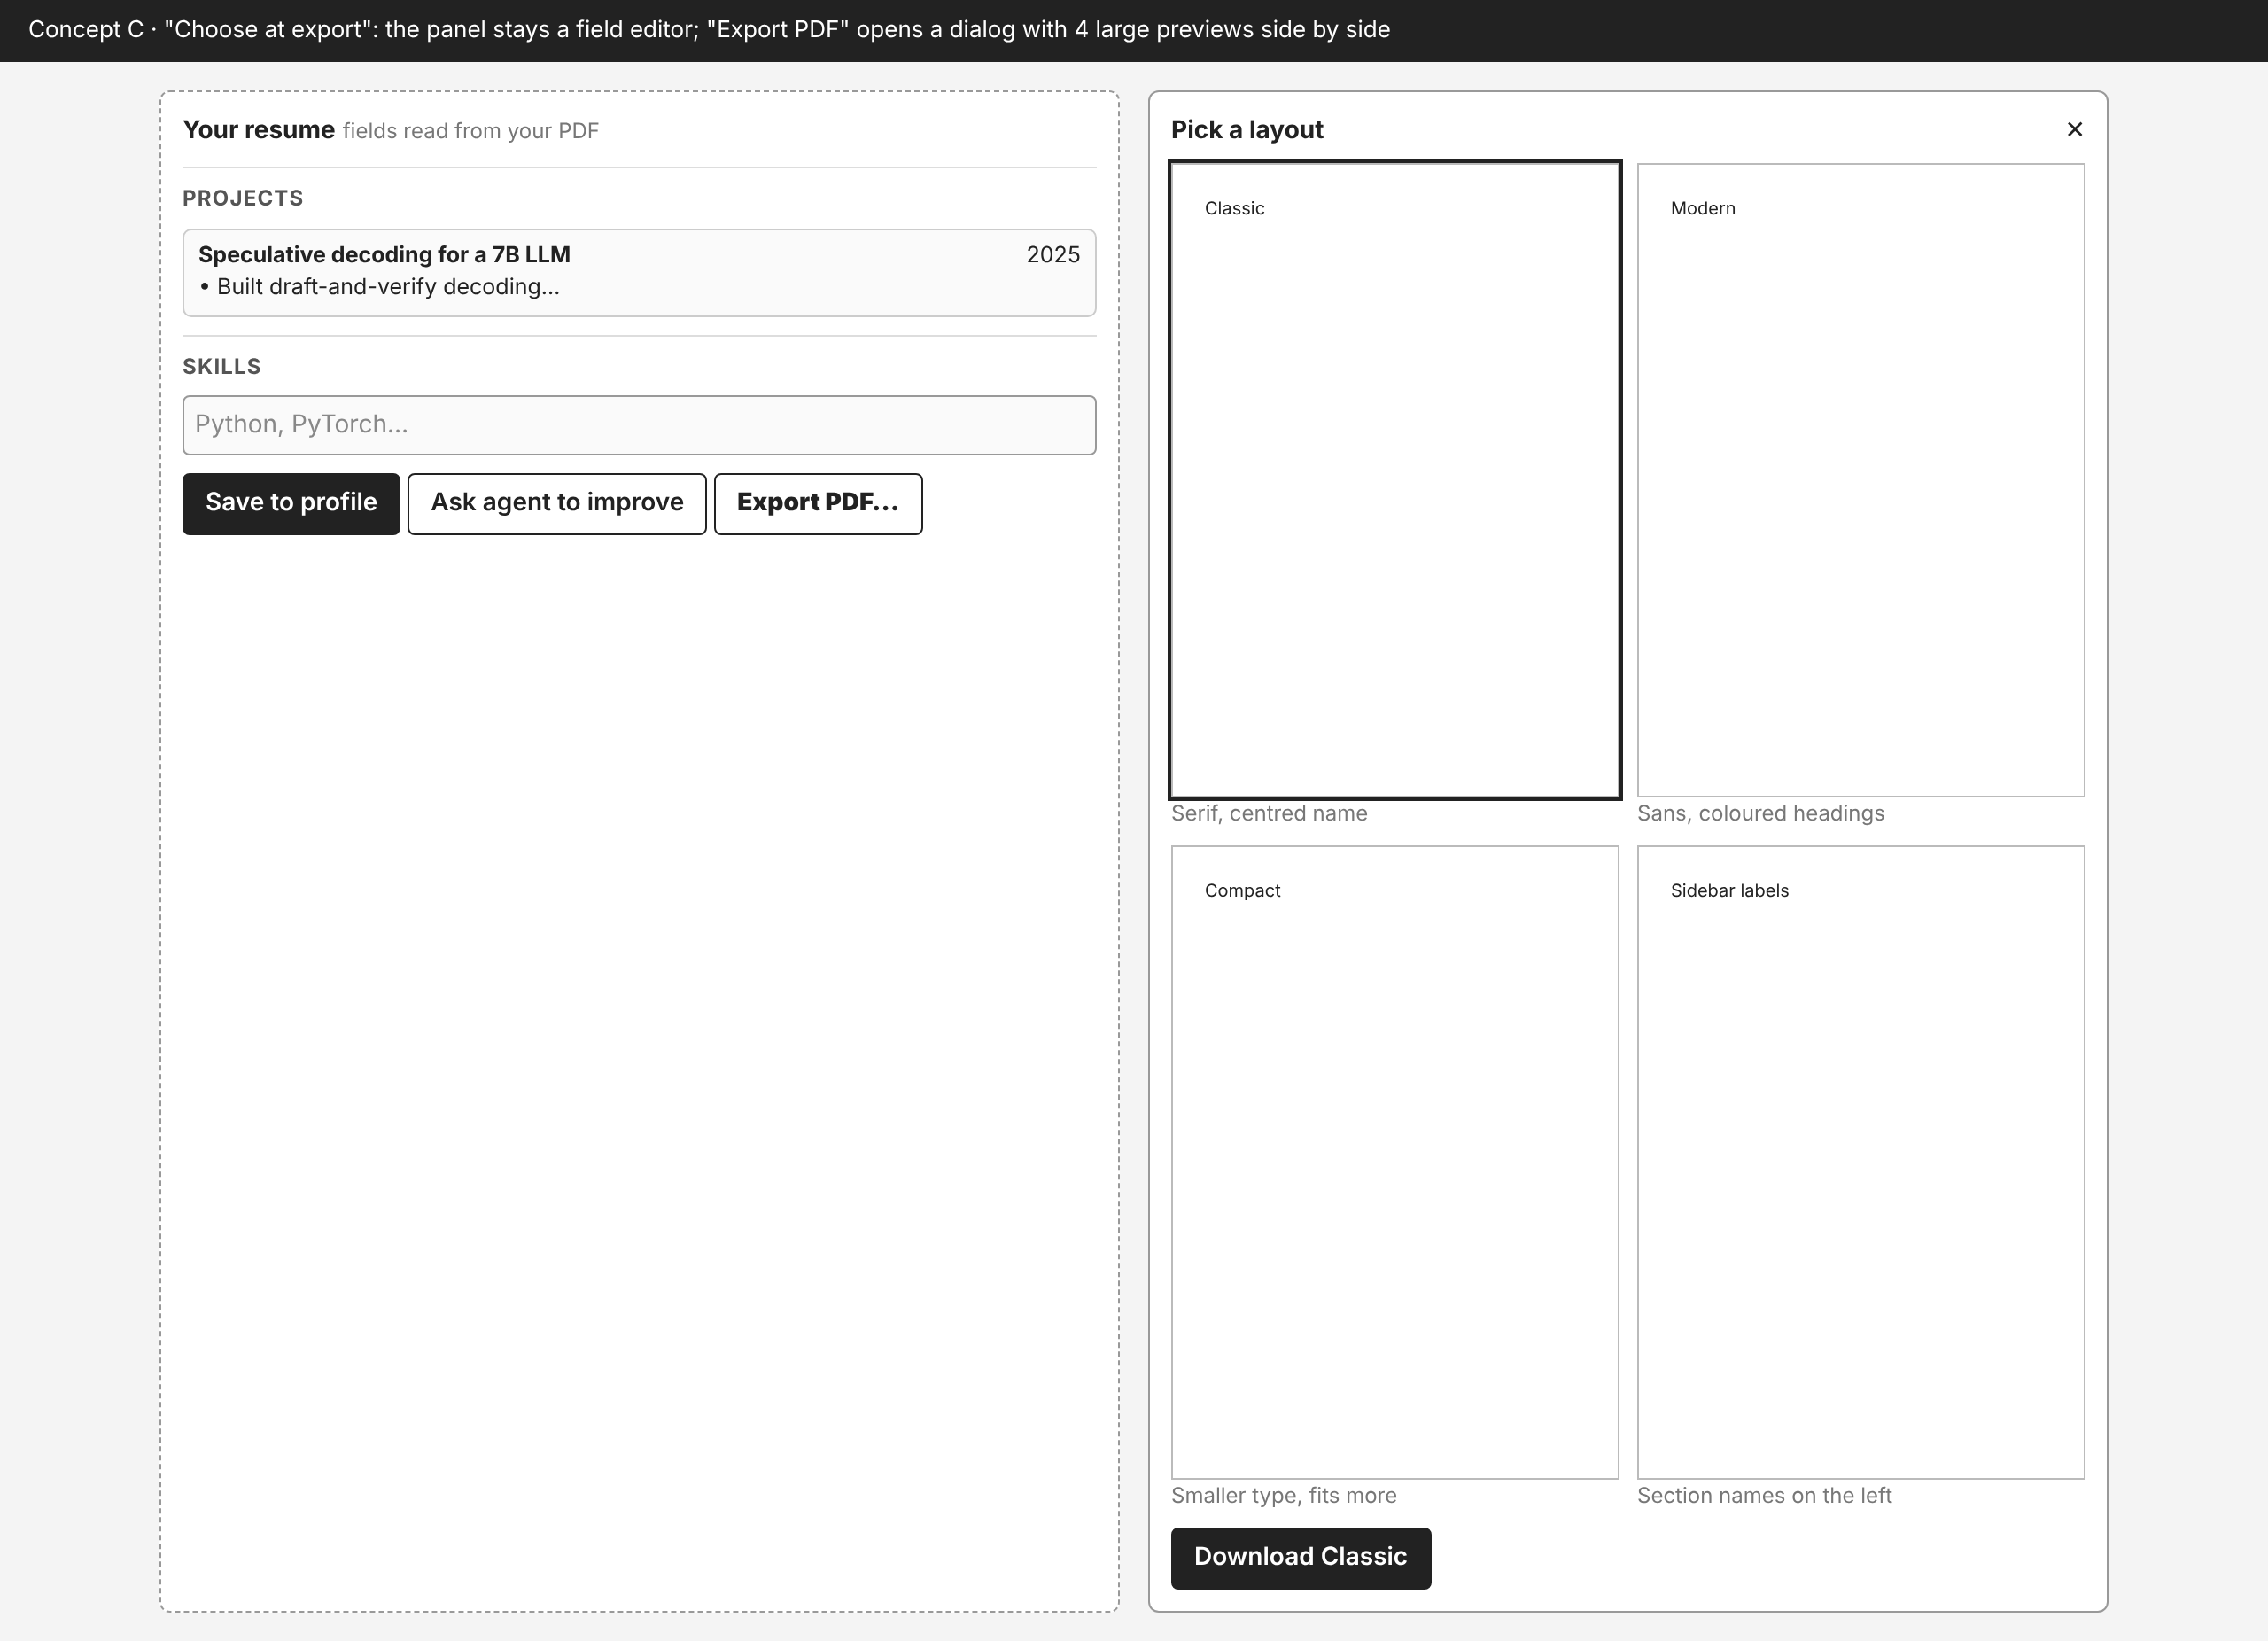 Concept C · "Choose at export": the panel stays a field editor; "Export PDF" opens a dialog with 4 large previews side by side
Your resume fields read from your PDF
PROJECTS
Speculative decoding for a 7B LLM 2025
• Built draft-and-verify decoding...
SKILLS
Python, PyTorch...
Save to profile Ask agent to improve Export PDF...
Pick a layout ✕
Classic Modern
Serif, centred name Sans, coloured headings
Compact Sidebar labels
Smaller type, fits more Section names on the left
Download Classic